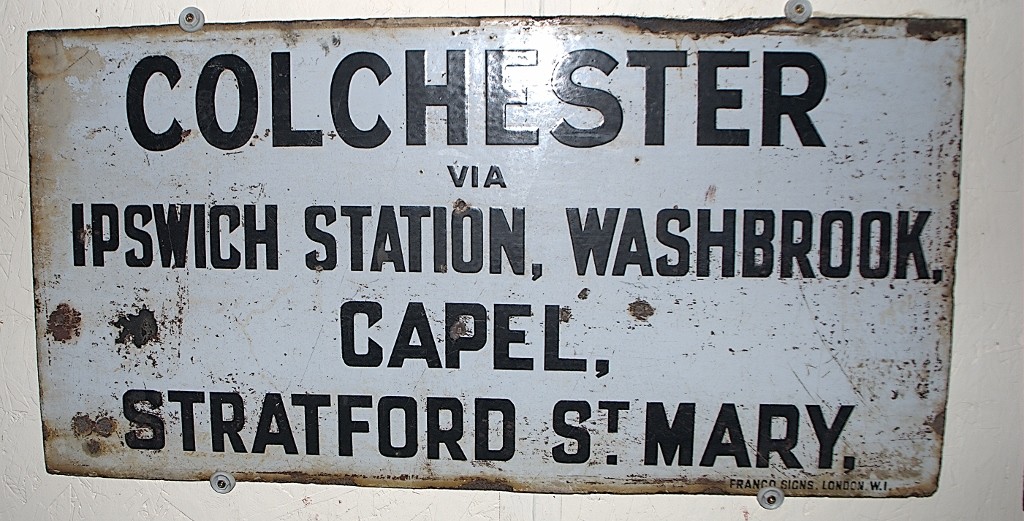 COLCHESTER
VIA
IPSWICH STATION, WASHBROOK,
CAPEL,
STRATFORD ST. MARY,
FRANCO SIGNS. LONDON. W.1.